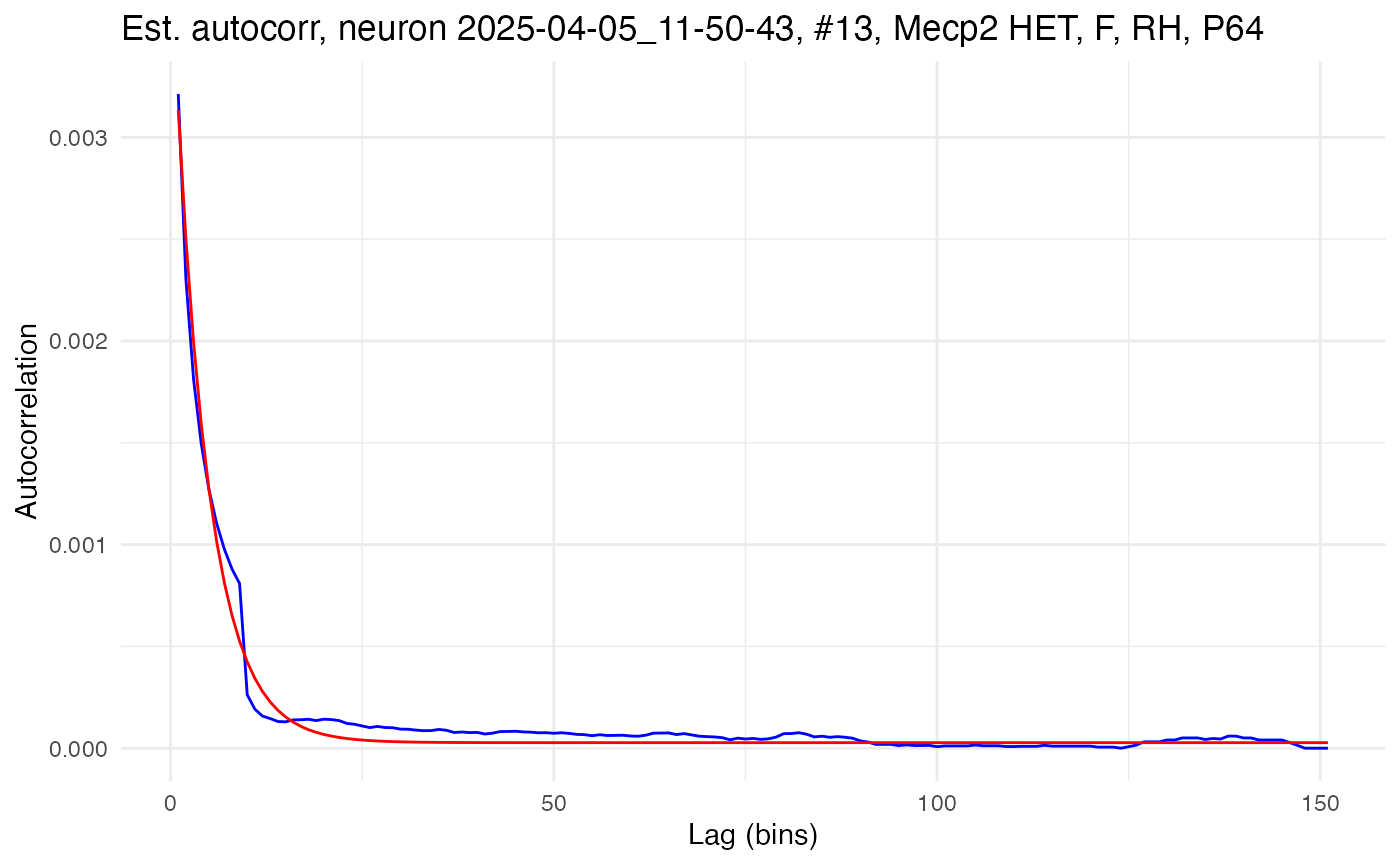 Est. autocorr, neuron 2025-04-05_11-50-43, #13, Mecp2 HET, F, RH, P64
Autocorrelation
0.003
0.002
0.001
0.000
0
50
100
150
Lag (bins)